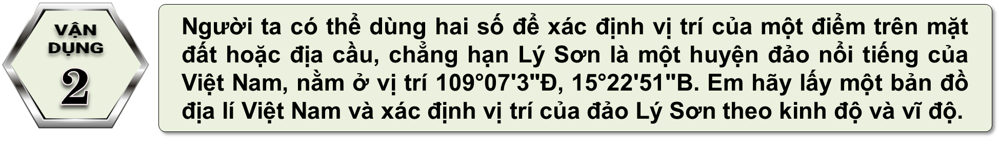 VẬN
DỤNG
2
Người ta có thể dùng hai số để xác định vị trí của một điểm trên mặt
đất hoặc địa cầu, chẳng hạn Lý Sơn là một huyện đảo nổi tiếng của
Việt Nam, nằm ở vị trí 109°07'3"Đ, 15°22'51"B. Em hãy lấy một bản đồ
địa lí Việt Nam và xác định vị trí của đảo Lý Sơn theo kinh độ và vĩ độ.